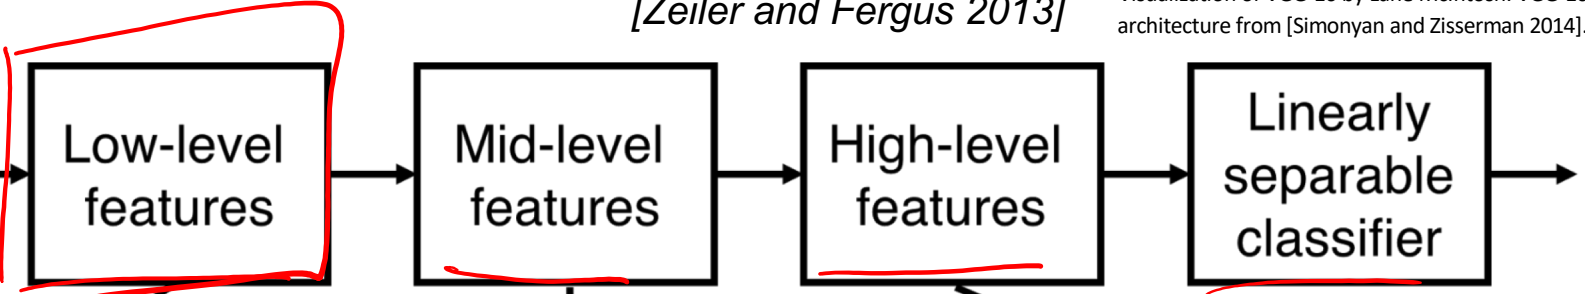 [Zeiler and Fergus 2013]
architecture from [Simonyan and Zisserman 2014].
Low-level
features
Mid-level
features
High-level
features
Linearly
separable
classifier